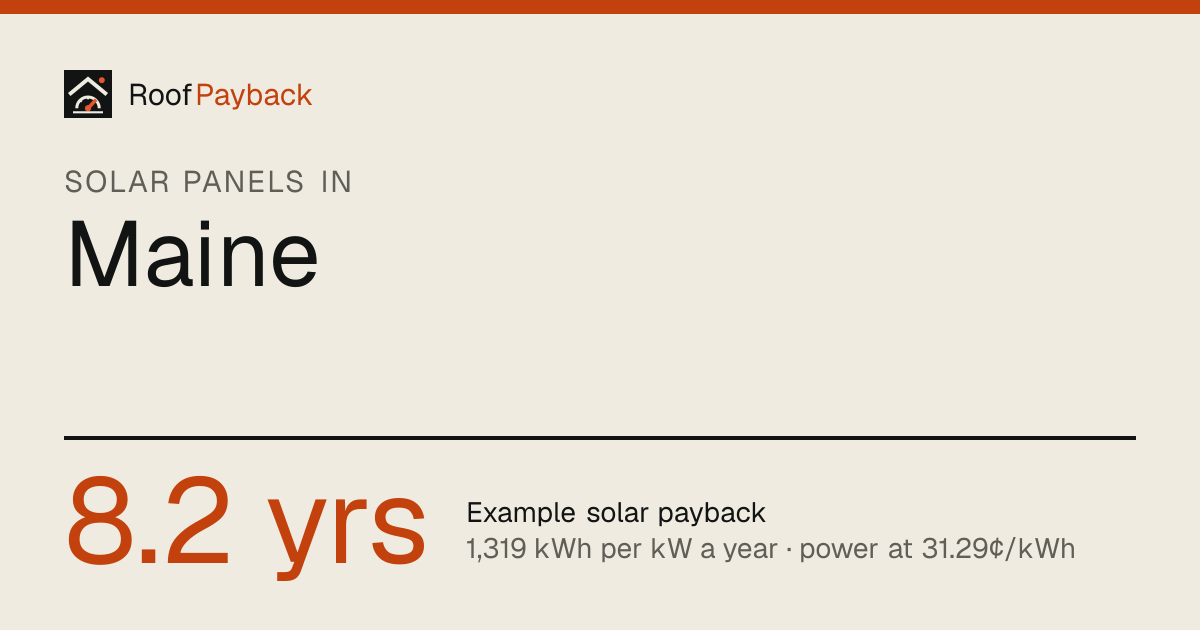 RoofPayback
SOLAR PANELS IN
Maine
8.2 yrs
Example solar payback
1,319 kWh per kW a year · power at 31.29¢/kWh